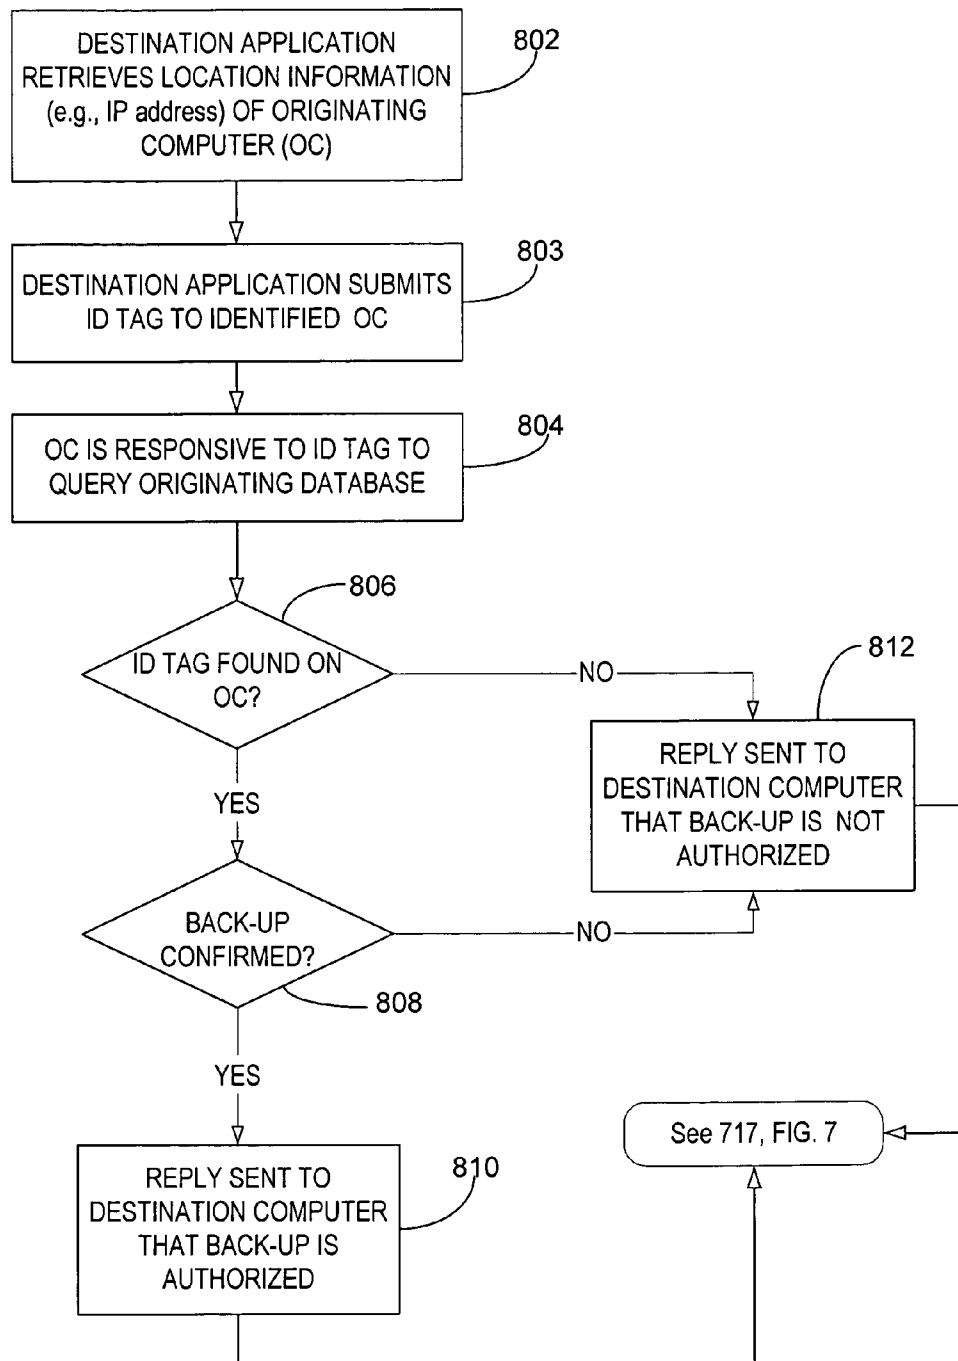 DESTINATION APPLICATION
RETRIEVES LOCATION INFORMATION
(e.g., IP address) OF ORIGINATING
COMPUTER (OC)
802
DESTINATION APPLICATION SUBMITS
ID TAG TO IDENTIFIED OC
803
OC IS RESPONSIVE TO ID TAG TO
QUERY ORIGINATING DATABASE
804
806
ID TAG FOUND ON
OC?
NO
812
REPLY SENT TO
DESTINATION COMPUTER
THAT BACK-UP IS NOT
AUTHORIZED
YES
BACK-UP
CONFIRMED?
NO
808
YES
See 717, FIG. 7
REPLY SENT TO
DESTINATION COMPUTER
THAT BACK-UP IS
AUTHORIZED
810